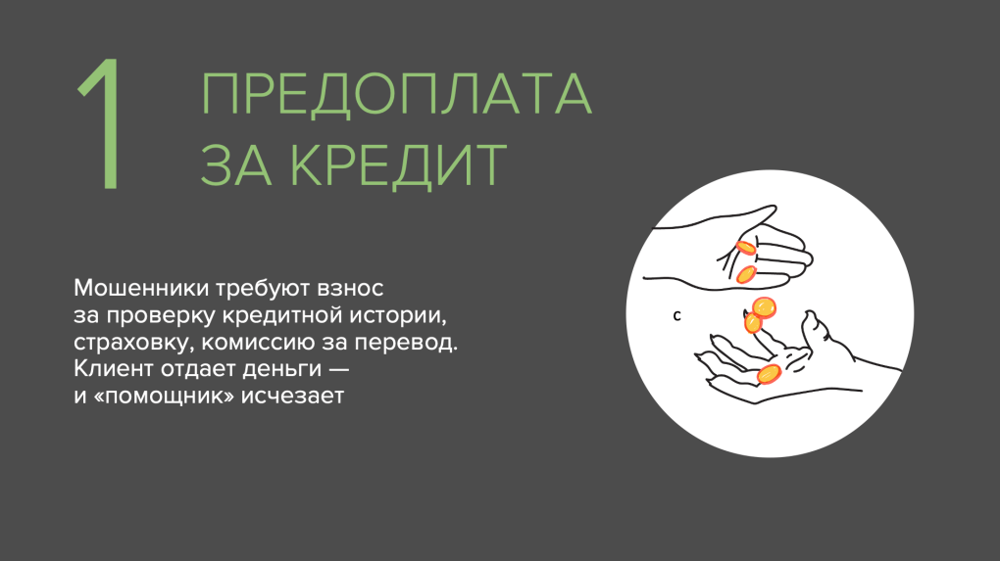 1
ПРЕДОПЛАТА
ЗА КРЕДИТ
Мошенники требуют взнос
за проверку кредитной истории,
страховку, комиссию за перевод.
Клиент отдает деньги —
и «помощник» исчезает
с